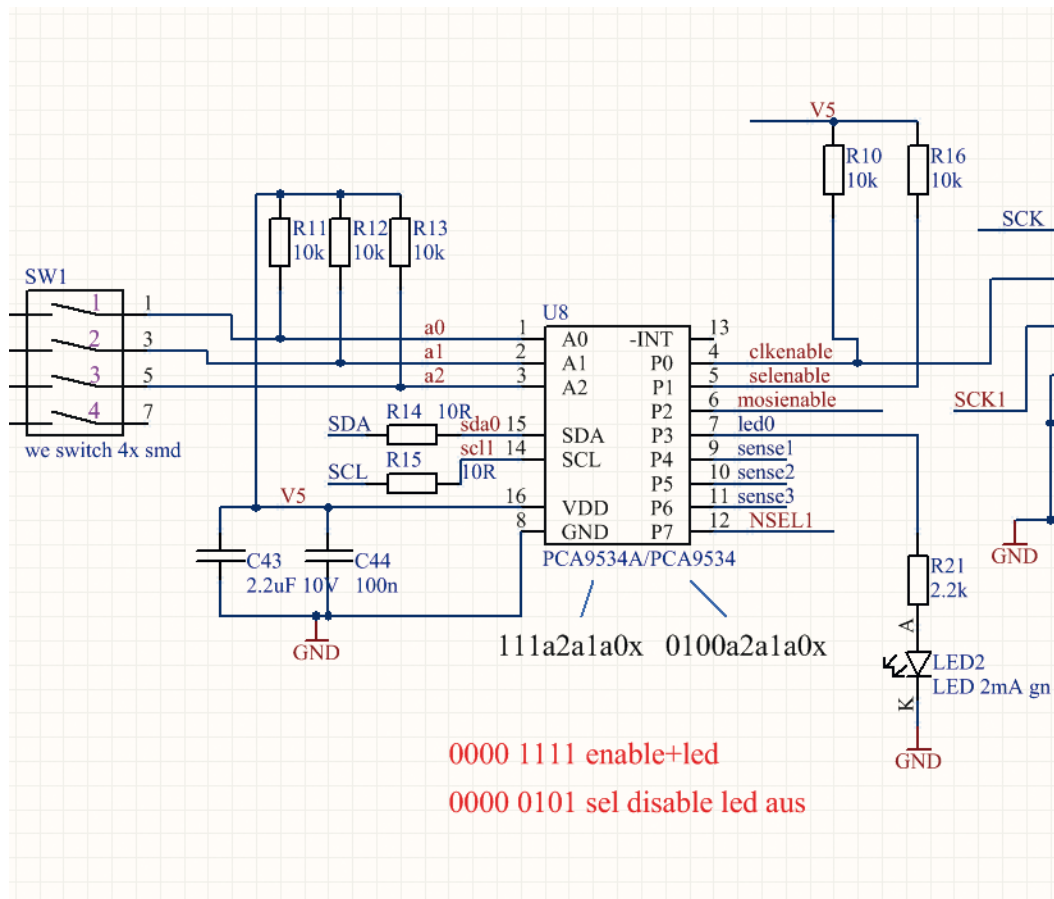 V5
R10
10k
R16
10k
SCK
R11
10k
R12
10k
R13
10k
SW1
1 1
2 3
3 5
4 7
we switch 4x smd
a0
a1
a2
U8
1 A0 -INT 13
2 A1 P0 4 clkenable
3 A2 P1 5 selenable
P2 6 mosienable
SCK1
SDA R14 10R sda0 15 SDA P3 7 led0
SCL R15 10R scl1 14 SCL P4 9 sense1
P5 10 sense2
V5 16 VDD P6 11 sense3
8 GND P7 12 NSEL1
PCA9534A/PCA9534
GND
C43
2.2uF 10V
C44
100n
R21
2.2k
GND
111a2a1a0x 0100a2a1a0x
A
LED2
LED 2mA gn
K
GND
0000 1111 enable+led
0000 0101 sel disable led aus